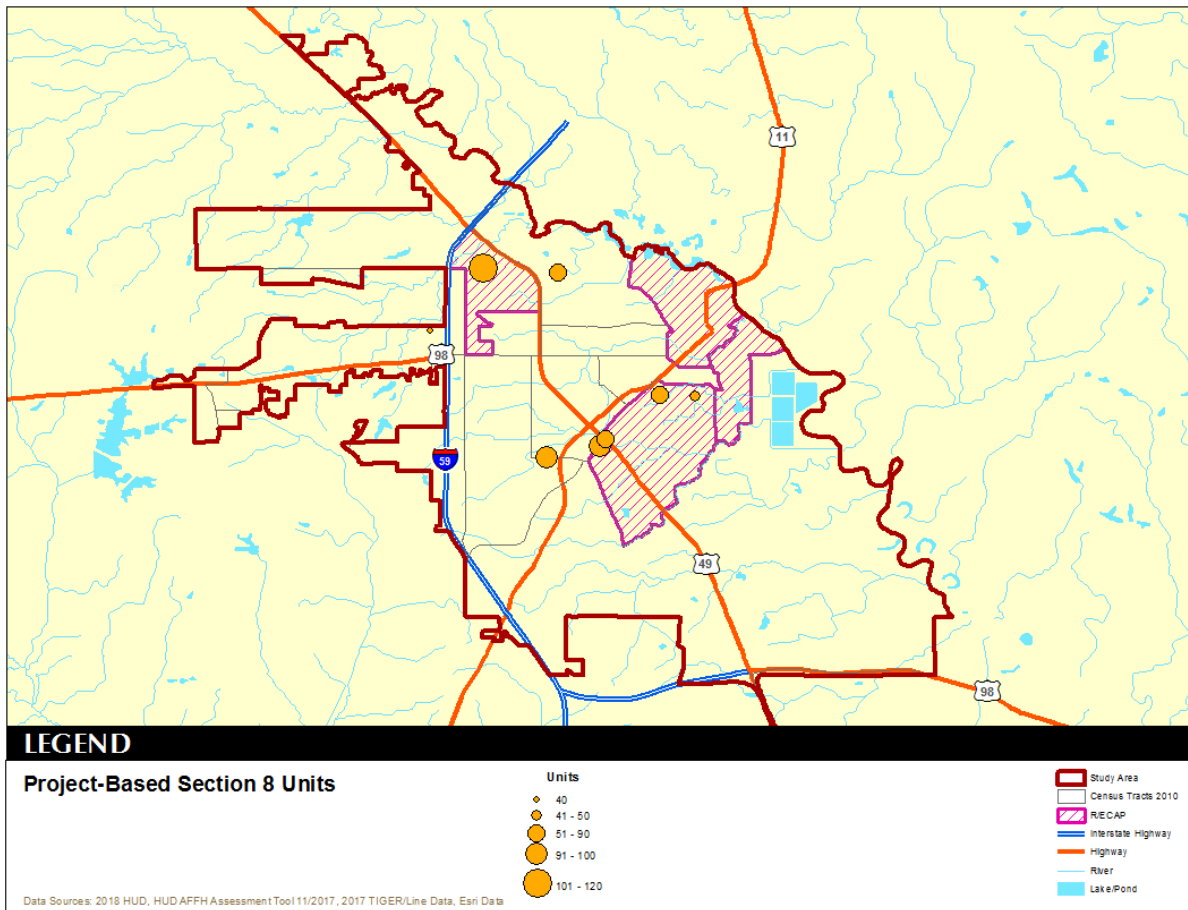 11
98
59
49
98
LEGEND
Project-Based Section 8 Units
Units
40
41 - 50
51 - 90
91 - 100
101 - 120
Study Area
Census Tracts 2010
R/ECAP
Interstate Highway
Highway
River
Lake/Pond
Data Sources: 2018 HUD, HUD AFFH Assessment Tool 11/2017, 2017 TIGER/Line Data, Esri Data